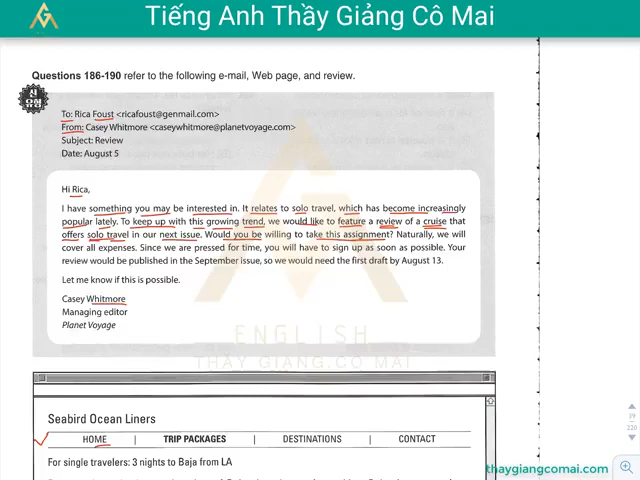 Tiếng Anh Thầy Giảng Cô Mai
Questions 186-190 refer to the following e-mail, Web page, and review.
To: Rica Foust <ricafoust@genmail.com>
From: Casey Whitmore <caseywhitmore@planetvoyage.com>
Subject: Review
Date: August 5
Hi Rica,
I have something you may be interested in. It relates to solo travel, which has become increasingly
popular lately. To keep up with this growing trend, we would like to feature a review of a cruise that
offers solo travel in our next issue. Would you be willing to take this assignment? Naturally, we will
cover all expenses. Since we are pressed for time, you will have to sign up as soon as possible. Your
review would be published in the September issue, so we would need the first draft by August 13.
Let me know if this is possible.
Casey Whitmore
Managing editor
Planet Voyage
ENGLISH
THẦY GIẢNG CÔ MAI
Seabird Ocean Liners
HOME | TRIP PACKAGES | DESTINATIONS | CONTACT
For single travelers: 3 nights to Baja from LA
thaygiangcomai.com
39
220